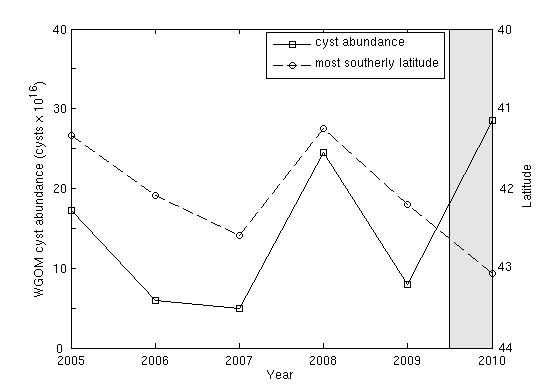 cyst abundance
most southerly latitude
40
30
20
10
0
WGOM cyst abundance (cysts × 10^16)
40
41
42
43
44
Latitude
2005 2006 2007 2008 2009 2010
Year